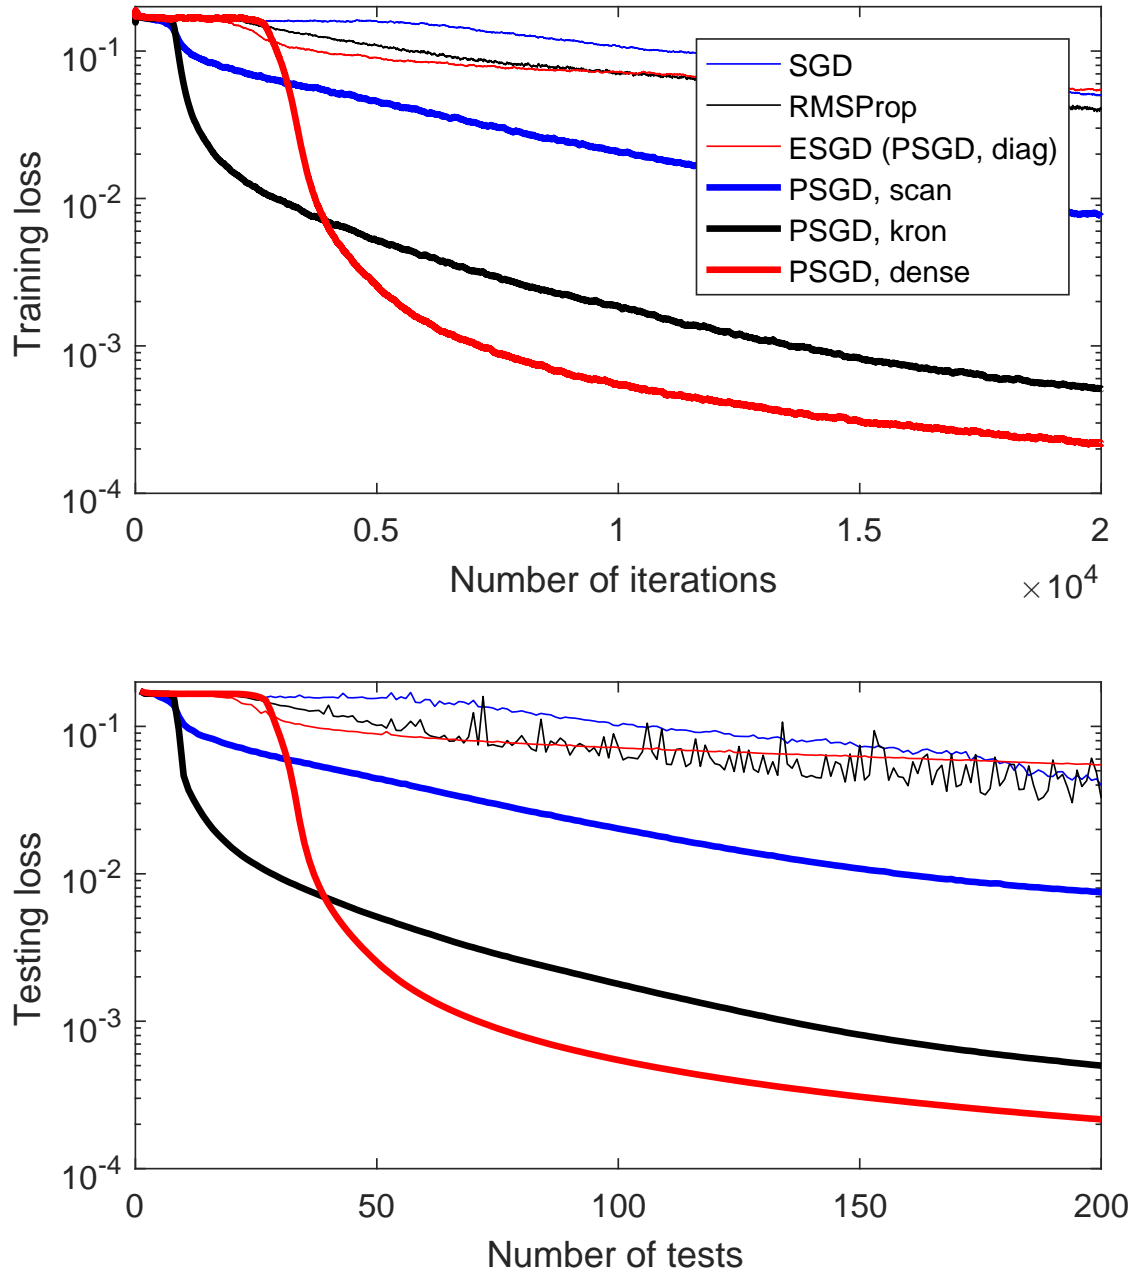 10^-1
10^-2
10^-3
10^-4
Training loss
SGD
RMSProp
ESGD (PSGD, diag)
PSGD, scan
PSGD, kron
PSGD, dense
0 0.5 1 1.5 2
Number of iterations
×10^4
10^-1
10^-2
10^-3
10^-4
Testing loss
0 50 100 150 200
Number of tests